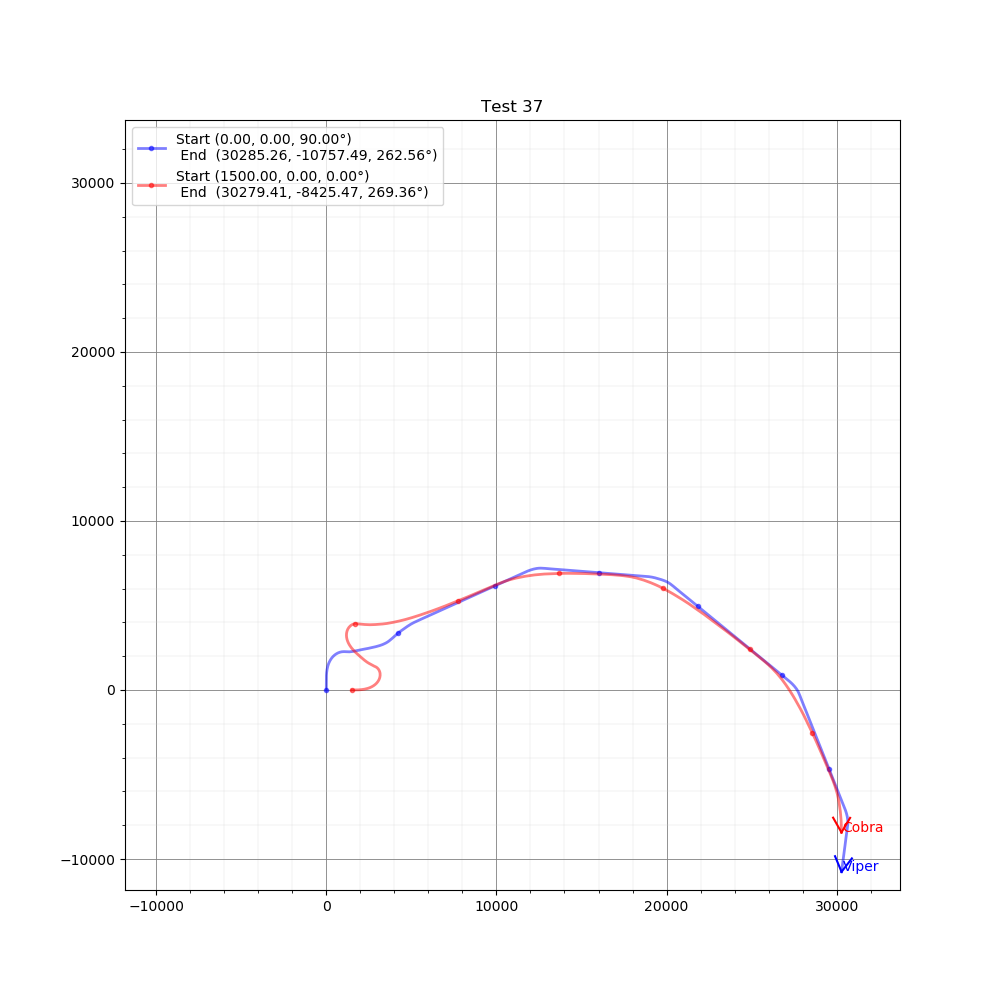 Test 37
Start (0.00, 0.00, 90.00°)
End  (30285.26, -10757.49, 262.56°)
Start (1500.00, 0.00, 0.00°)
End  (30279.41, -8425.47, 269.36°)
30000
20000
10000
0
−10000
Cobra
Viper
−10000
0
10000
20000
30000